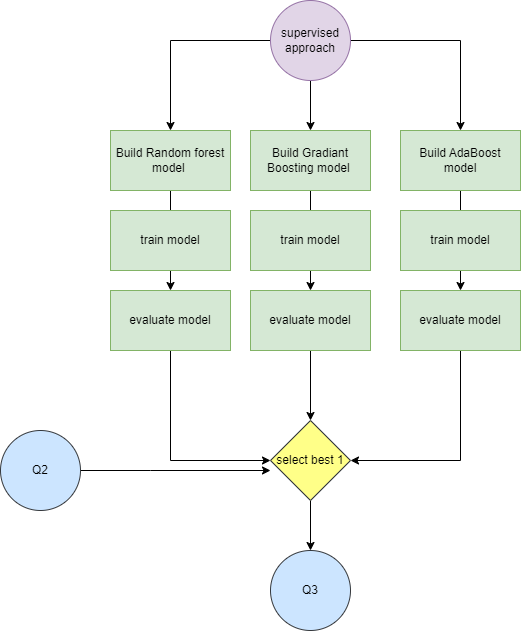 supervised
approach
Build Random forest
model
Build Gradiant
Boosting model
Build AdaBoost
model
train model
train model
train model
evaluate model
evaluate model
evaluate model
select best 1
Q2
Q3